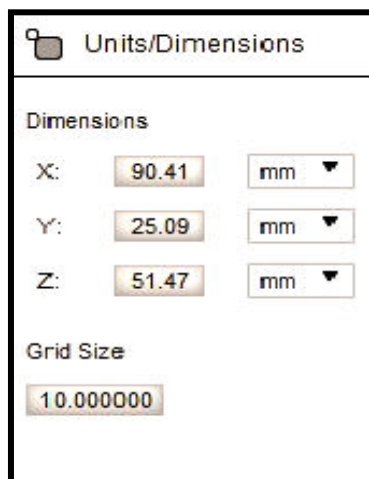 Units/Dimensions
Dimensions
X: 90.41 mm
Y: 25.09 mm
Z: 51.47 mm
Grid Size
10.000000